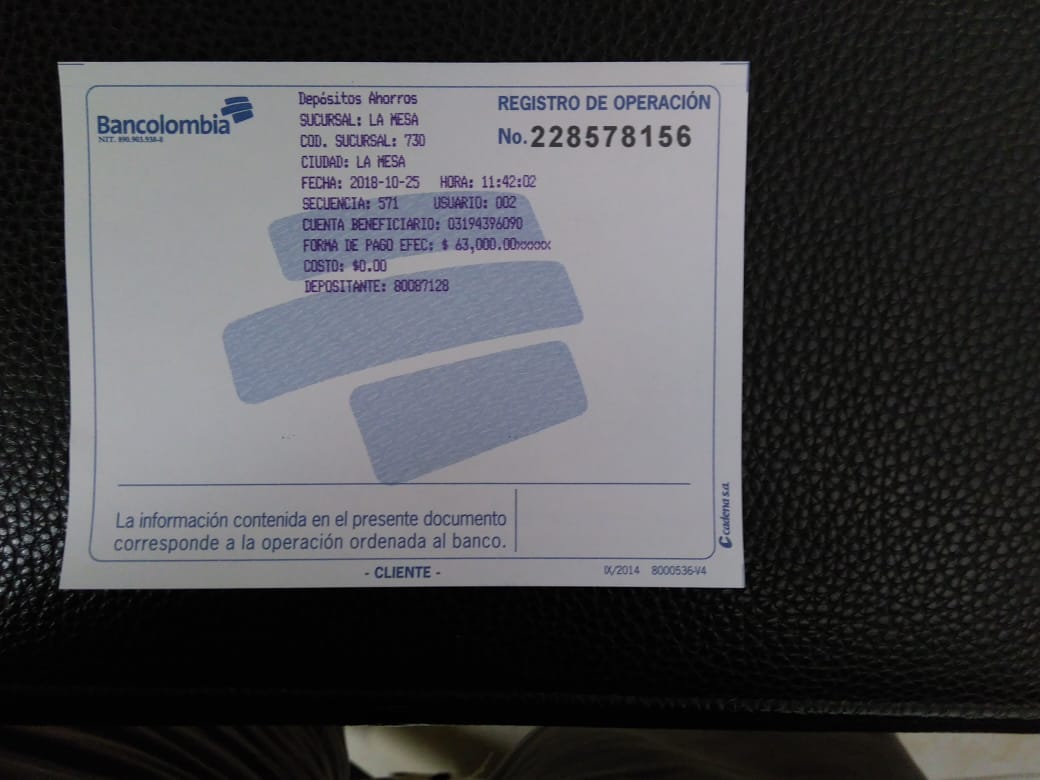 Bancolombia
NIT. 890.903.938-8
Depósitos Ahorros
SUCURSAL: LA MESA
COD. SUCURSAL: 730
CIUDAD: LA MESA
FECHA: 2018-10-25 HORA: 11:42:02
SECUENCIA: 571 USUARIO: 002
CUENTA BENEFICIARIO: 03194396090
FORMA DE PAGO EFEC: $ 63,000.00xxxxx
COSTO: $0.00
DEPOSITANTE: 80087128
REGISTRO DE OPERACIÓN
No. 228578156
La información contenida en el presente documento
corresponde a la operación ordenada al banco.
cadena s.a.
- CLIENTE -
IX/2014 8000536-V4